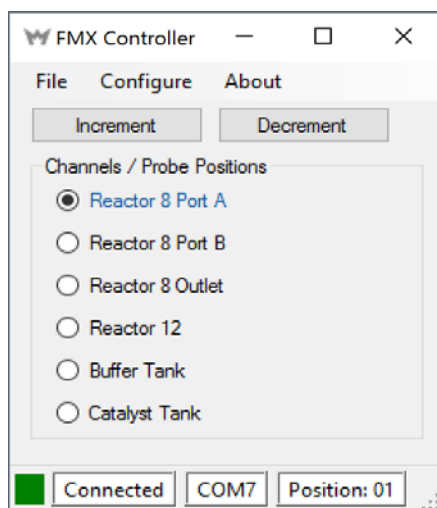 FMX Controller
File Configure About
Increment Decrement
Channels / Probe Positions
Reactor 8 Port A
Reactor 8 Port B
Reactor 8 Outlet
Reactor 12
Buffer Tank
Catalyst Tank
Connected COM7 Position: 01